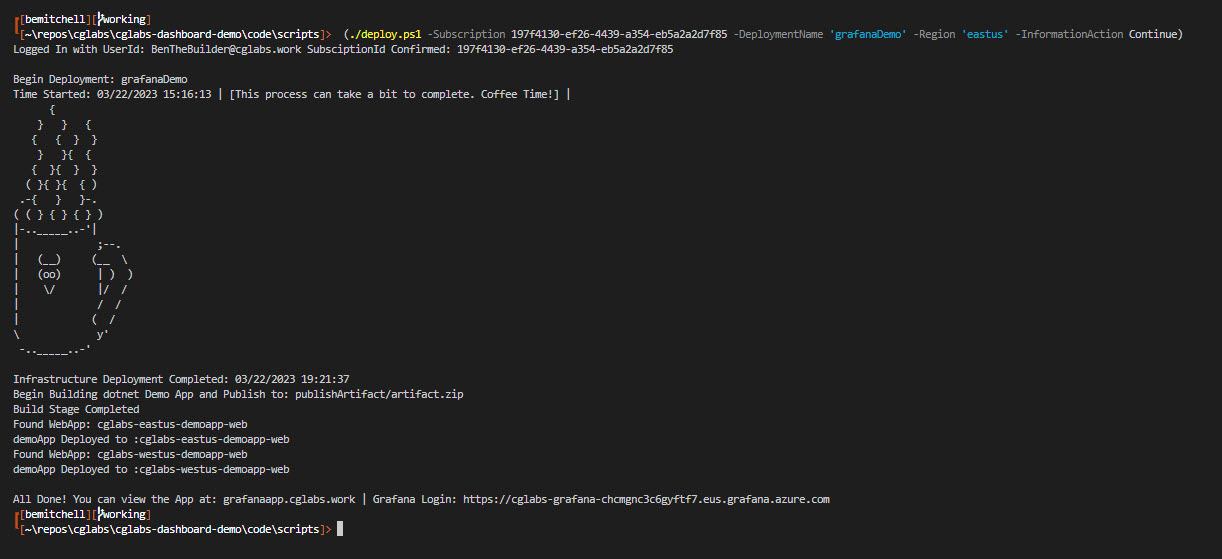 [bemitchell][working]
[~\repos\cglabs\cglabs-dashboard-demo\code\scripts]> (./deploy.ps1 -Subscription 197f4130-ef26-4439-a354-eb5a2a2d7f85 -DeploymentName 'grafanaDemo' -Region 'eastus' -InformationAction Continue)
Logged In with UserId: BenTheBuilder@cglabs.work SubsciptionId Confirmed: 197f4130-ef26-4439-a354-eb5a2a2d7f85
Begin Deployment: grafanaDemo
Time Started: 03/22/2023 15:16:13 | [This process can take a bit to complete. Coffee Time!] |
      {
    }   }   {
   {   {  }  }
    }   }{  {
   {  }{  }  }
  ( }{ }{  { )
 .-{   }   }-.
( ( } { } { } )
|-.._____..-'|
|             ;--.
|   (__)     (__  \
|   (oo)      | )  )
|    \/       |/  /
|             /  /
|            (  /
\             y'
 -.._____..-'
Infrastructure Deployment Completed: 03/22/2023 19:21:37
Begin Building dotnet Demo App and Publish to: publishArtifact/artifact.zip
Build Stage Completed
Found WebApp: cglabs-eastus-demoapp-web
demoApp Deployed to :cglabs-eastus-demoapp-web
Found WebApp: cglabs-westus-demoapp-web
demoApp Deployed to :cglabs-westus-demoapp-web
All Done! You can view the App at: grafanaapp.cglabs.work | Grafana Login: https://cglabs-grafana-chcmgnc3c6gyftf7.eus.grafana.azure.com
[bemitchell][working]
[~\repos\cglabs\cglabs-dashboard-demo\code\scripts]>